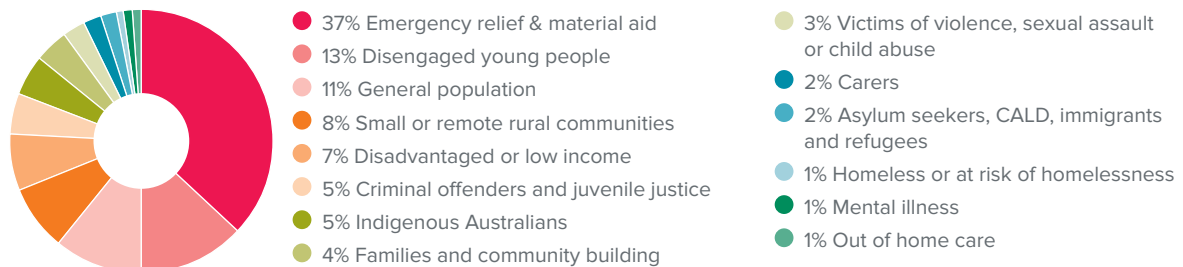 37% Emergency relief & material aid
13% Disengaged young people
11% General population
8% Small or remote rural communities
7% Disadvantaged or low income
5% Criminal offenders and juvenile justice
5% Indigenous Australians
4% Families and community building
3% Victims of violence, sexual assault
or child abuse
2% Carers
2% Asylum seekers, CALD, immigrants
and refugees
1% Homeless or at risk of homelessness
1% Mental illness
1% Out of home care